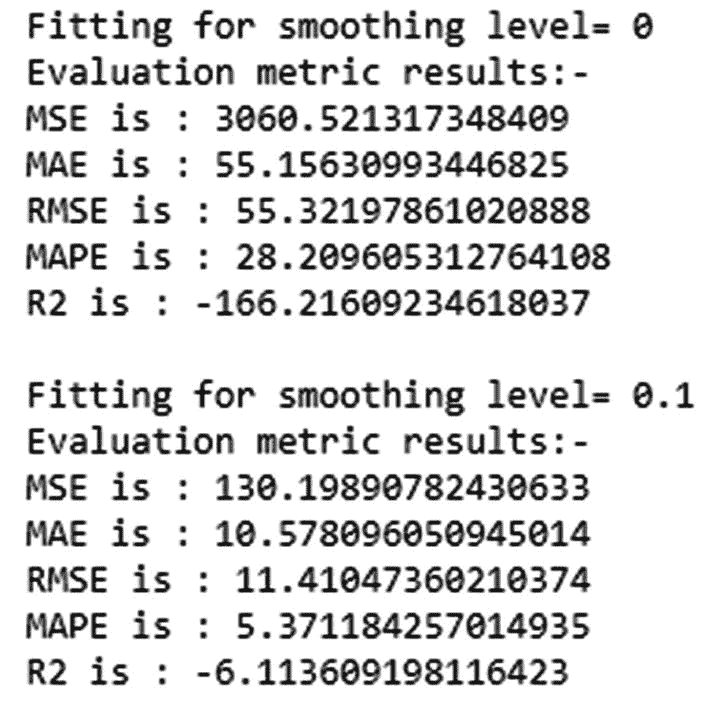 Fitting for smoothing level= 0
Evaluation metric results:-
MSE is : 3060.521317348409
MAE is : 55.15630993446825
RMSE is : 55.32197861020888
MAPE is : 28.209605312764108
R2 is : -166.21609234618037
Fitting for smoothing level= 0.1
Evaluation metric results:-
MSE is : 130.19890782430633
MAE is : 10.578096050945014
RMSE is : 11.41047360210374
MAPE is : 5.371184257014935
R2 is : -6.113609198116423